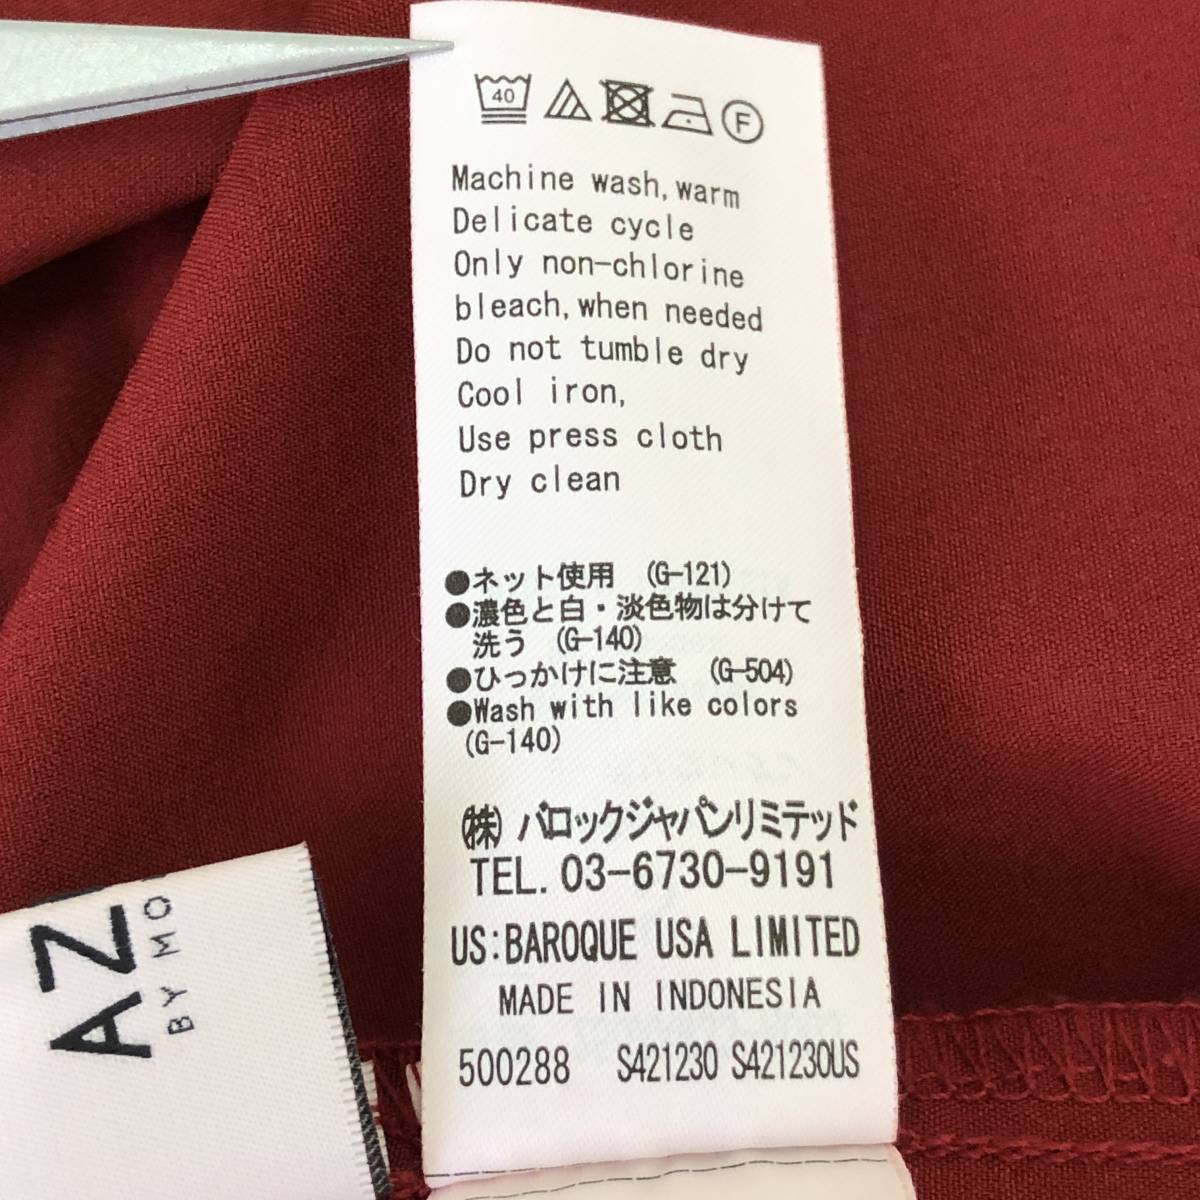 40
F
Machine wash,warm
Delicate cycle
Only non-chlorine
bleach,when needed
Do not tumble dry
Cool iron,
Use press cloth
Dry clean
●ネット使用 (G-121)
●濃色と白・淡色物は分けて
洗う (G-140)
●ひっかけに注意 (G-504)
●Wash with like colors
(G-140)
㈱ バロックジャパンリミテッド
TEL. 03-6730-9191
US:BAROQUE USA LIMITED
MADE IN INDONESIA
500288 S421230 S421230US
AZ
BY MO